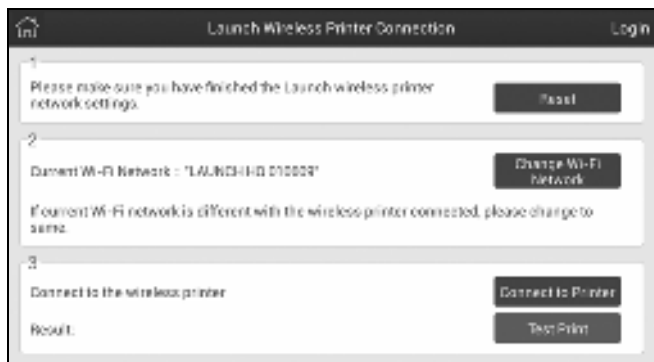 Launch Wireless Printer Connection
Login
1
Please make sure you have finished the Launch wireless printer
network settings.
Reset
2
Current Wi-Fi Network : "LAUNCH HQ 010809"
Change Wi-Fi
Network
If current Wi-Fi network is different with the wireless printer connected, please change to
same.
3
Connect to the wireless printer
Connect to Printer
Result:
Test Print